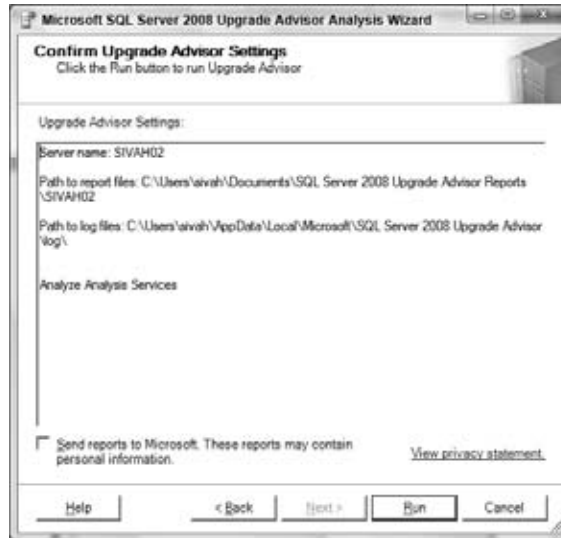 Microsoft SQL Server 2008 Upgrade Advisor Analysis Wizard
Confirm Upgrade Advisor Settings
Click the Run button to run Upgrade Advisor
Upgrade Advisor Settings:
Server name: SIVAH02
Path to report files: C:\Users\aivah\Documents\SQL Server 2008 Upgrade Advisor Reports
\SIVAH02
Path to log files: C:\Users\aivah\AppData\Local\Microsoft\SQL Server 2008 Upgrade Advisor
\log\
Analyze Analysis Services
Send reports to Microsoft. These reports may contain
personal information.
View privacy statement.
Help
< Back
Next >
Run
Cancel